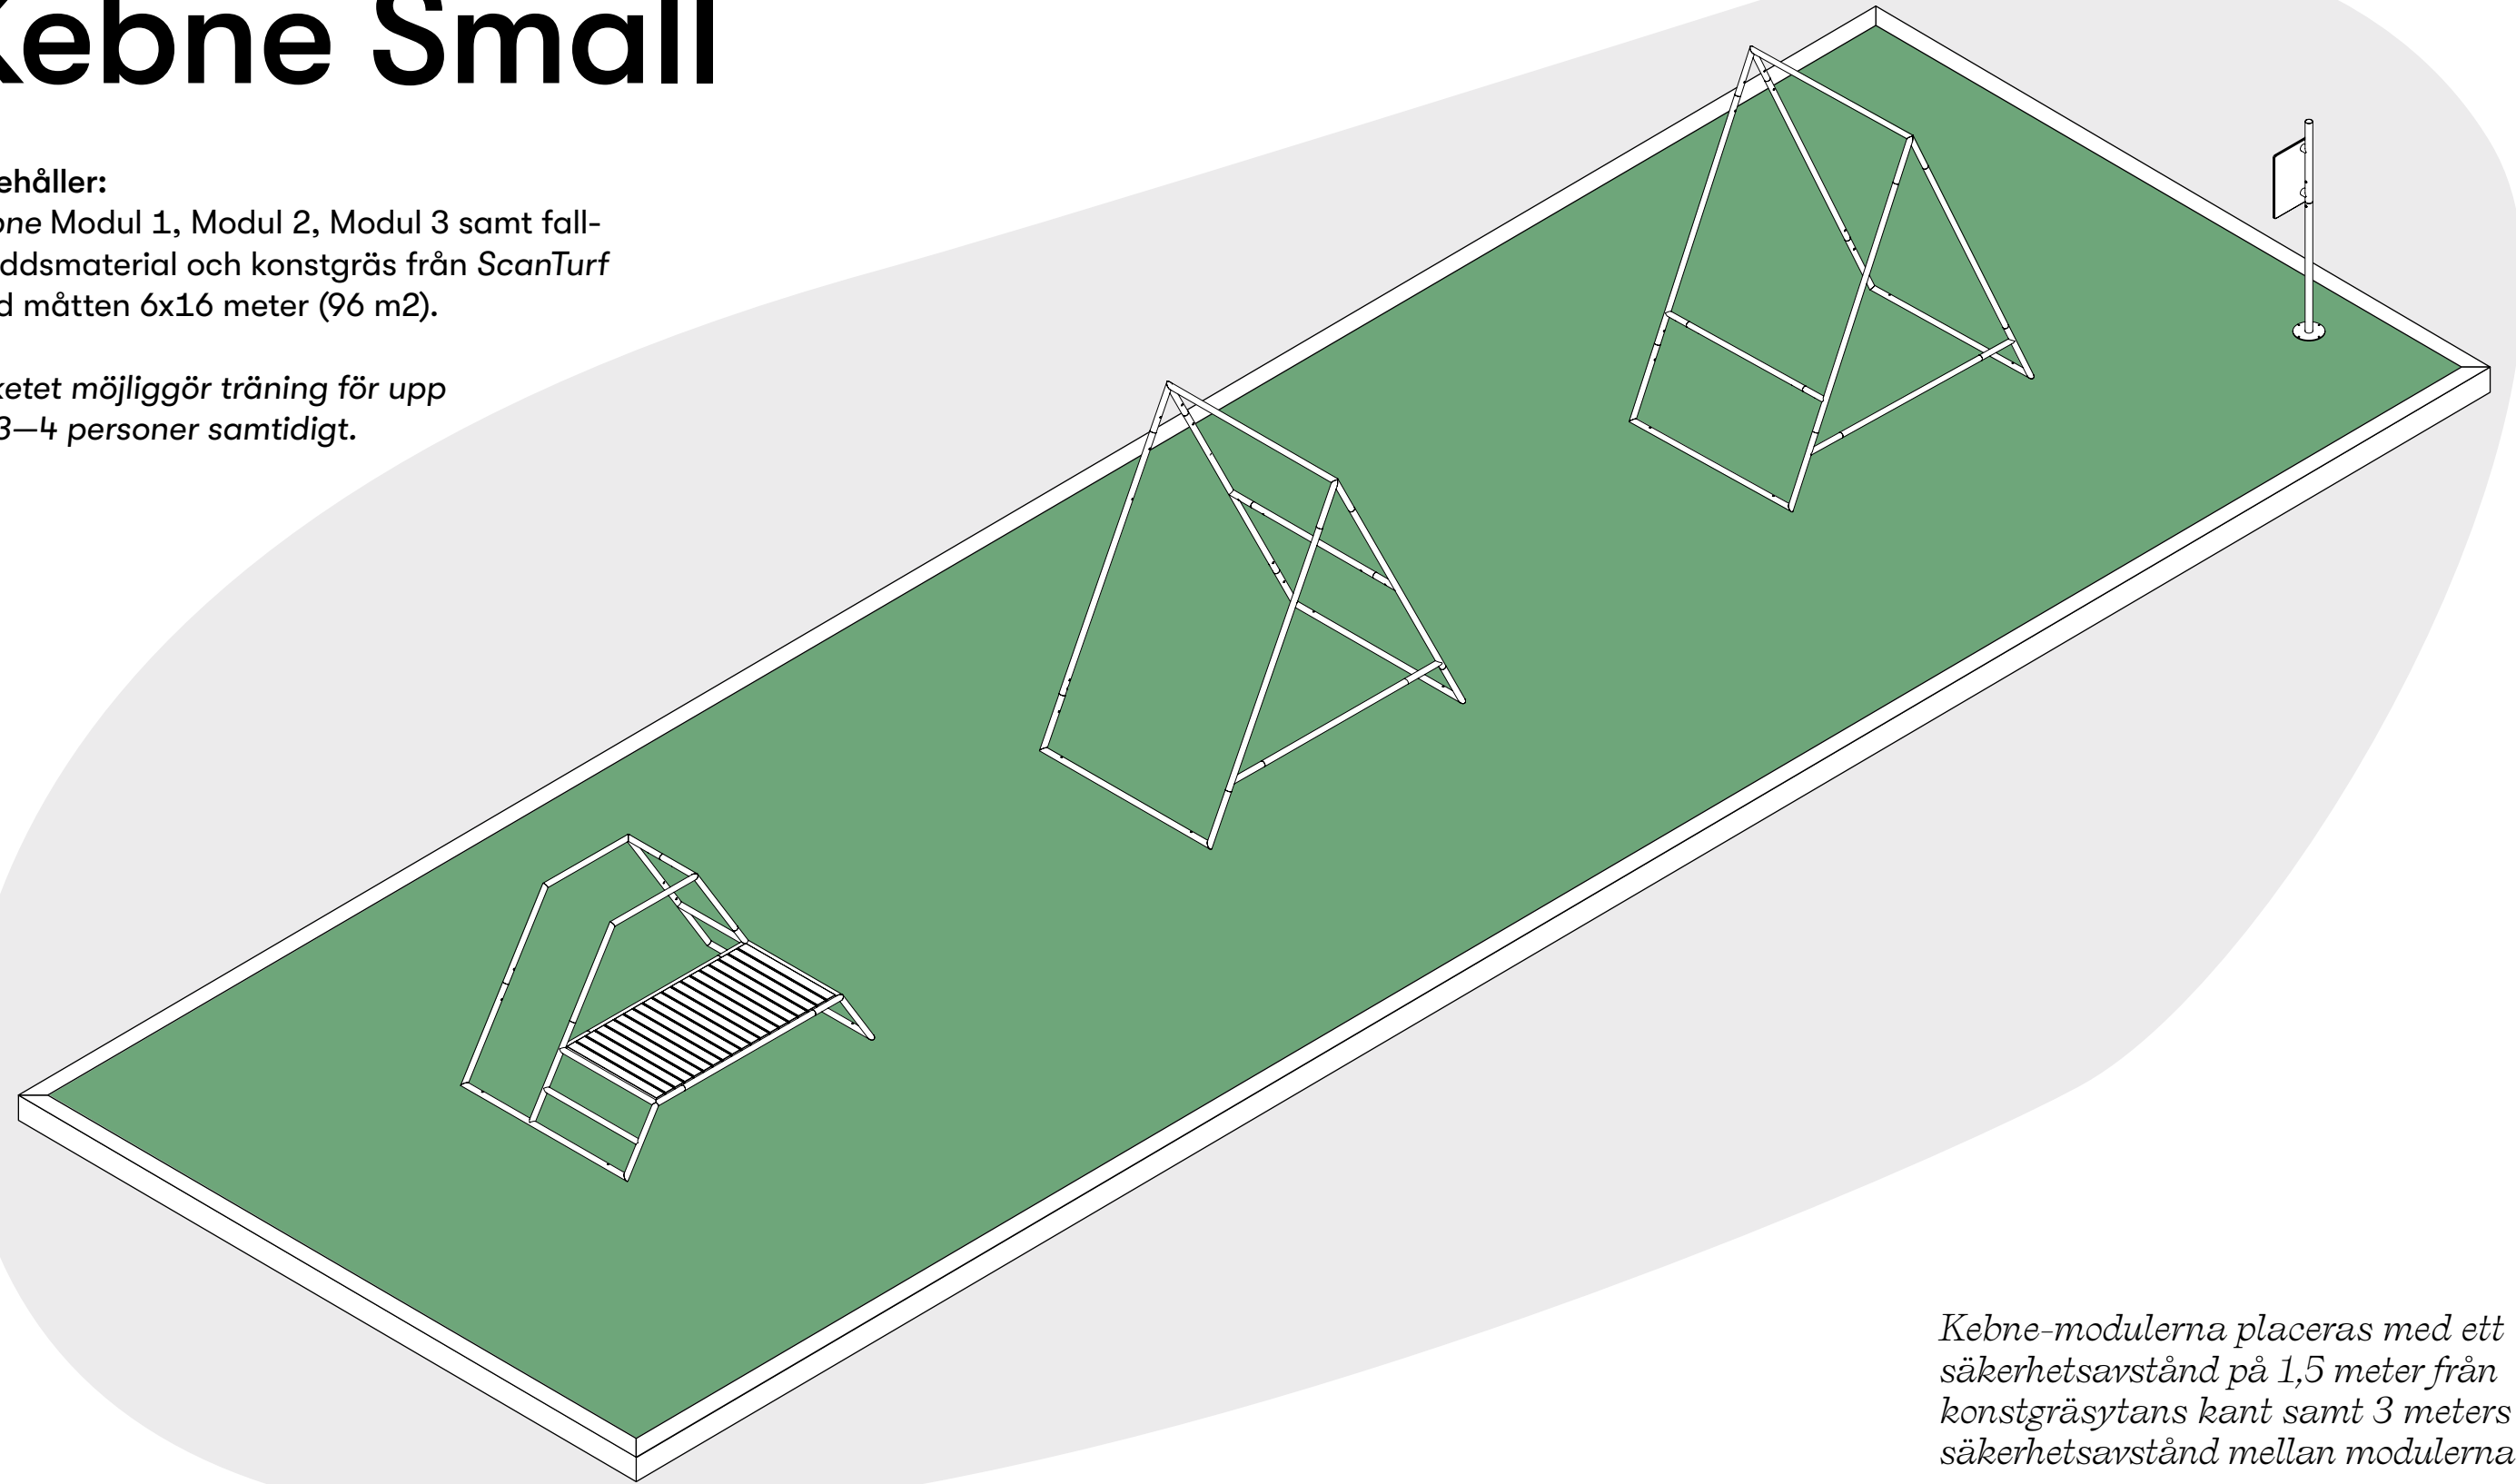 Kebne Small
ehåller:
ne Modul 1, Modul 2, Modul 3 samt fall-
ddsmaterial och konstgräs från ScanTurf
d måtten 6x16 meter (96 m2).
ketet möjliggör träning för upp
3—4 personer samtidigt.
Kebne-modulerna placeras med ett
säkerhetsavstånd på 1,5 meter från
konstgräsytans kant samt 3 meters
säkerhetsavstånd mellan modulerna